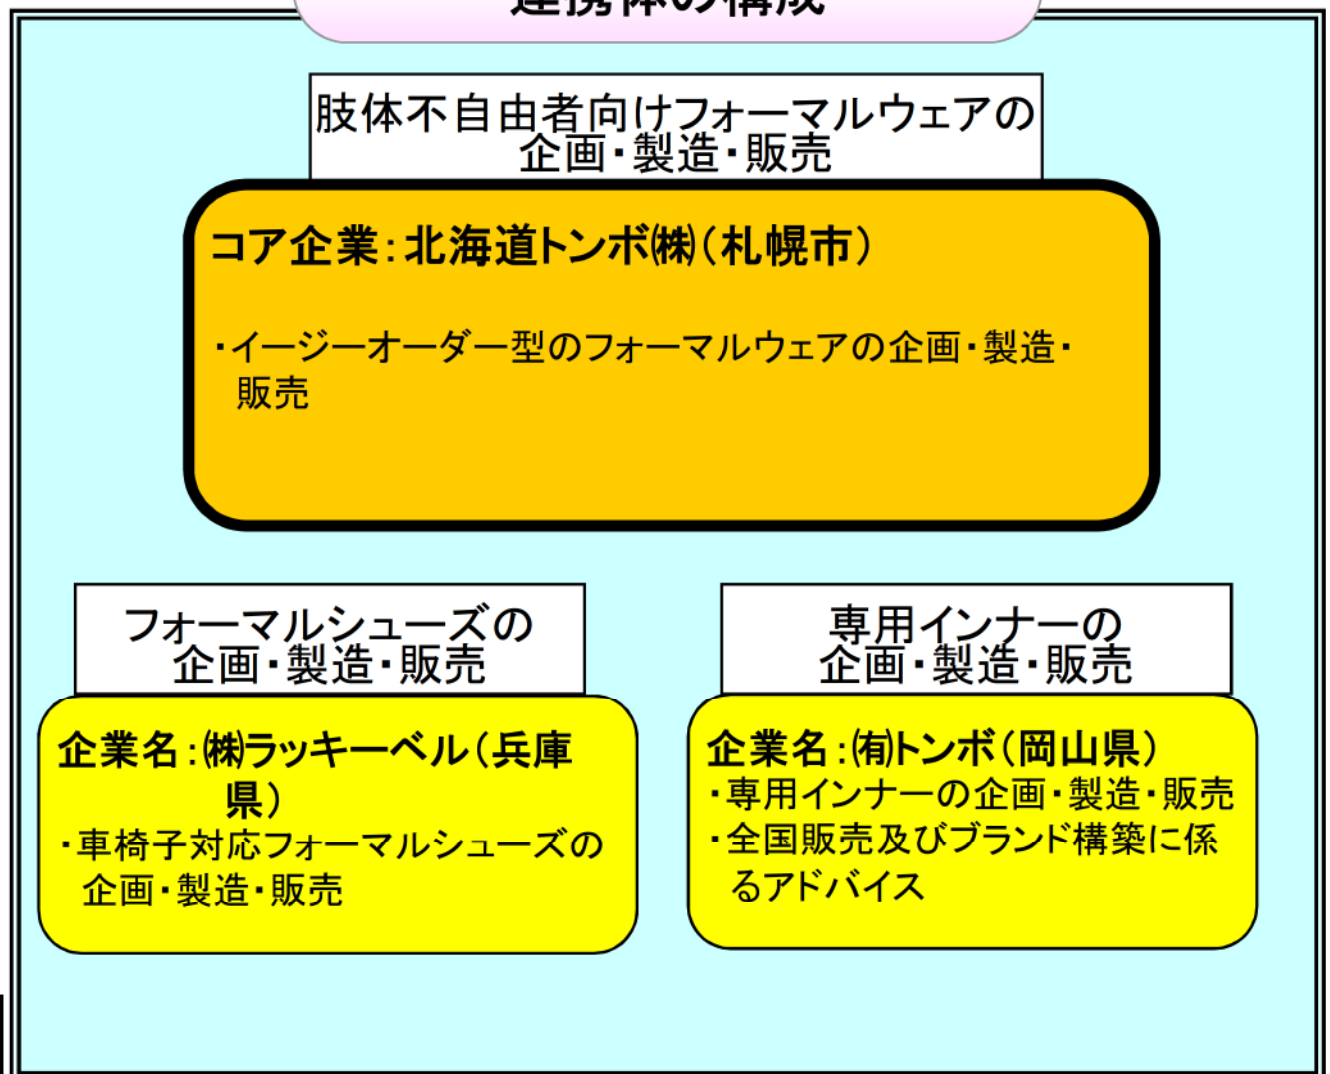 連携体の構成
肢体不自由者向けフォーマルウェアの
企画・製造・販売
コア企業：北海道トンボ㈱（札幌市）
・イージーオーダー型のフォーマルウェアの企画・製造・
販売
フォーマルシューズの
企画・製造・販売
企業名：㈱ラッキーベル（兵庫
県）
・車椅子対応フォーマルシューズの
企画・製造・販売
専用インナーの
企画・製造・販売
企業名：㈲トンボ（岡山県）
・専用インナーの企画・製造・販売
・全国販売及びブランド構築に係
るアドバイス